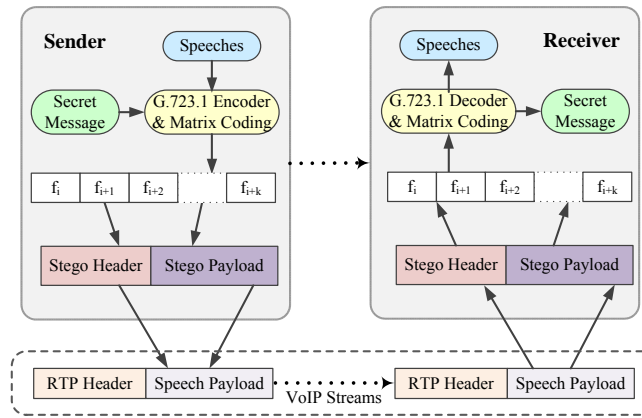 Sender
Speeches
Secret
Message
G.723.1 Encoder
& Matrix Coding
fi fi+1 fi+2 fi+k
Stego Header Stego Payload
Receiver
Speeches
G.723.1 Decoder
& Matrix Coding
Secret
Message
fi fi+1 fi+2 fi+k
Stego Header Stego Payload
RTP Header Speech Payload
VoIP Streams
RTP Header Speech Payload